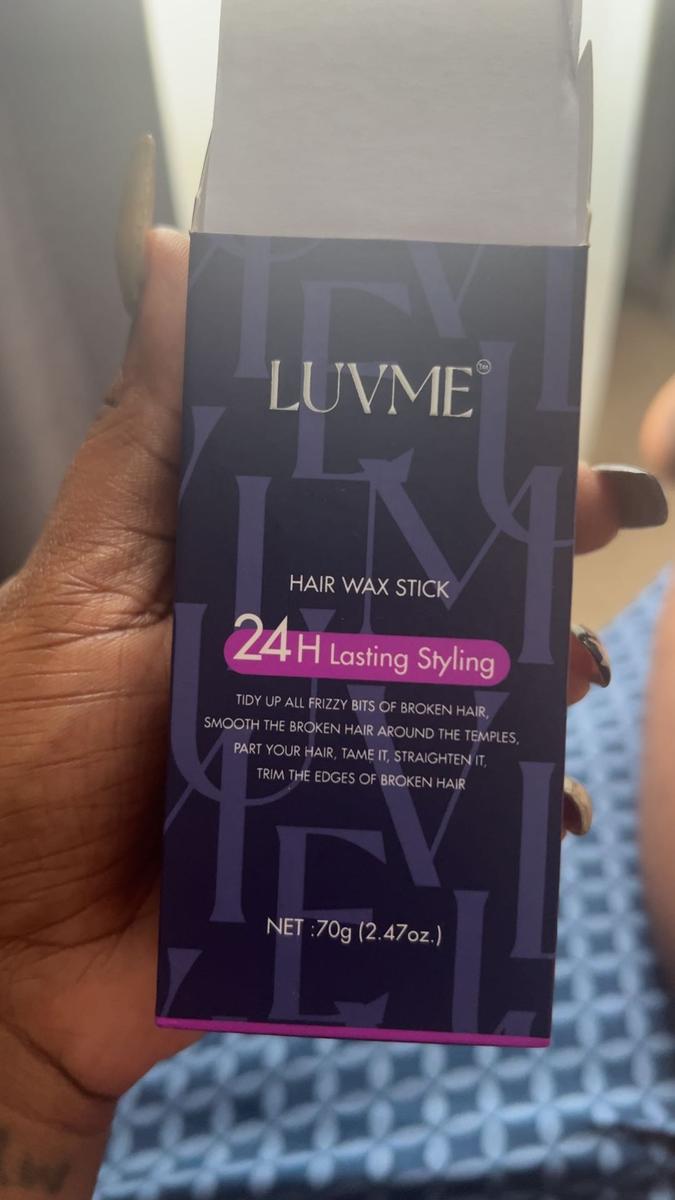 LUVME™
HAIR WAX STICK
24H Lasting Styling
TIDY UP ALL FRIZZY BITS OF BROKEN HAIR,
SMOOTH THE BROKEN HAIR AROUND THE TEMPLES,
PART YOUR HAIR, TAME IT, STRAIGHTEN IT,
TRIM THE EDGES OF BROKEN HAIR
NET :70g (2.47oz.)